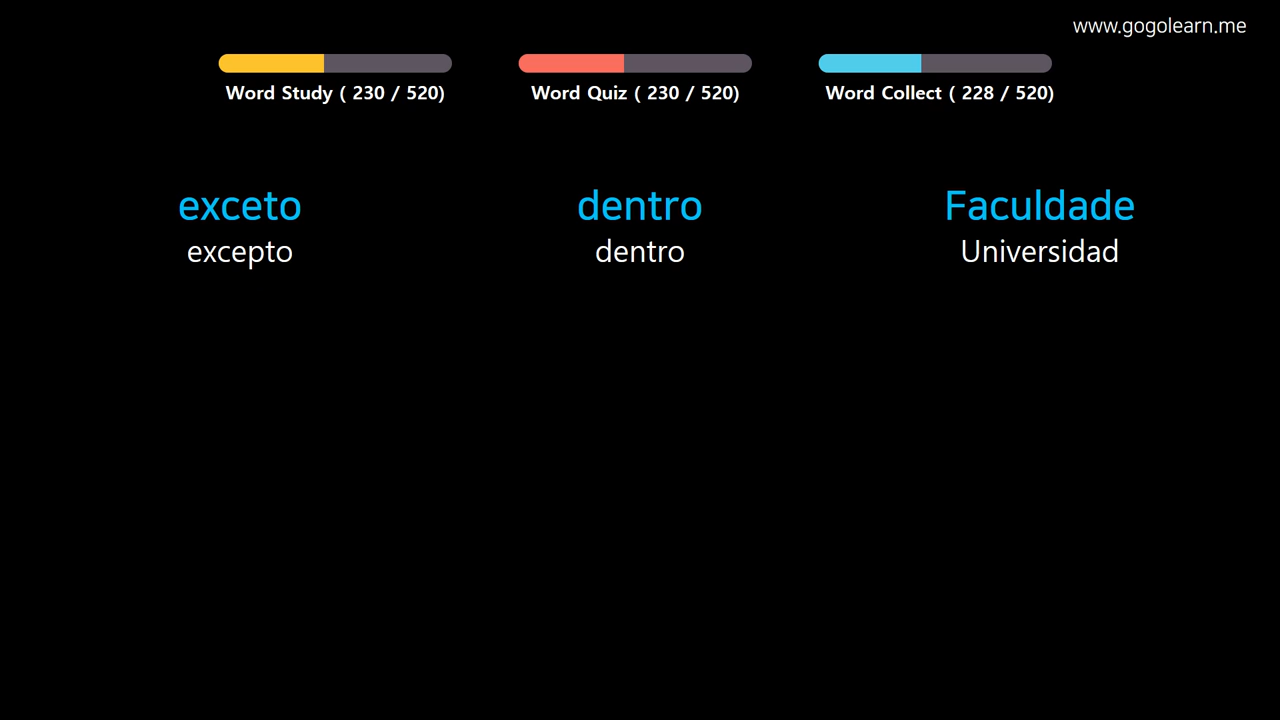 www.gogolearn.me
Word Study ( 230 / 520)
Word Quiz ( 230 / 520)
Word Collect ( 228 / 520)
exceto
excepto
dentro
dentro
Faculdade
Universidad